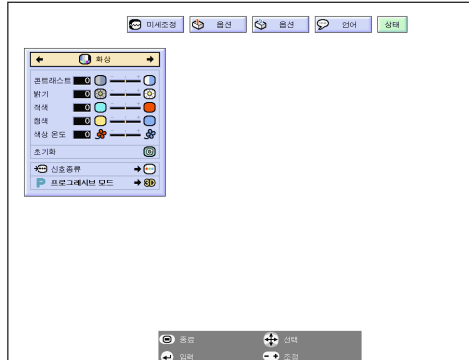 미세조정 옵션 옵션 언어 상태
화상
콘트라스트 0
밝기 0
적색 0
청색 0
색상 온도 0
초기화
신호종류
P 프로그레시브 모드 3D
종료 선택
입력 조정